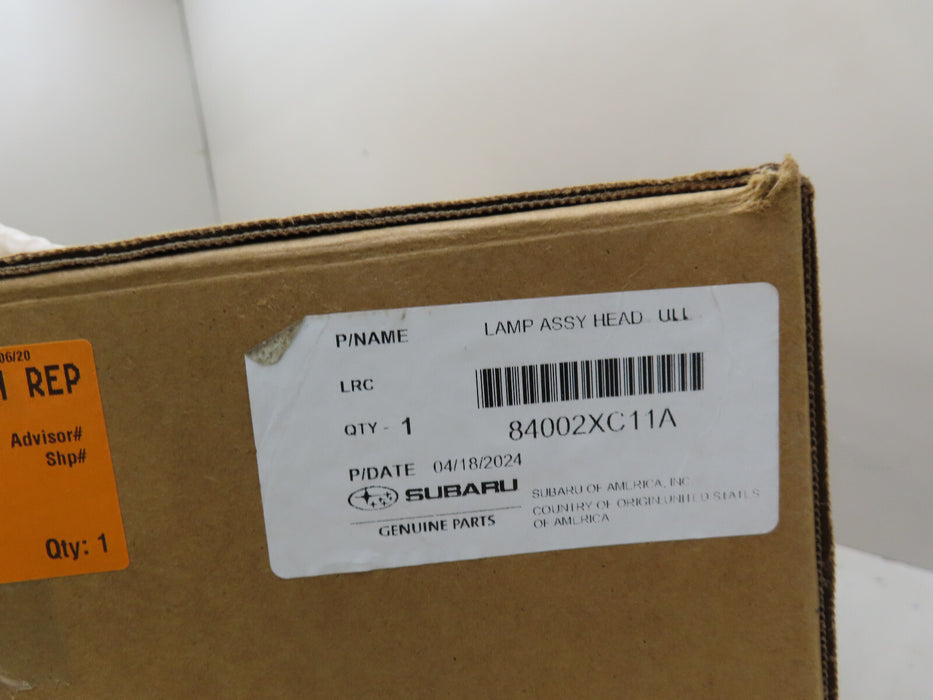 06/20
REP
Advisor#
Shp#
Qty: 1
P/NAME LAMP ASSY HEAD ULL
LRC
QTY - 1 84002XC11A
P/DATE 04/18/2024
SUBARU
GENUINE PARTS
SUBARU OF AMERICA, INC
COUNTRY OF ORIGIN:UNITED STATES
OF AMERICA